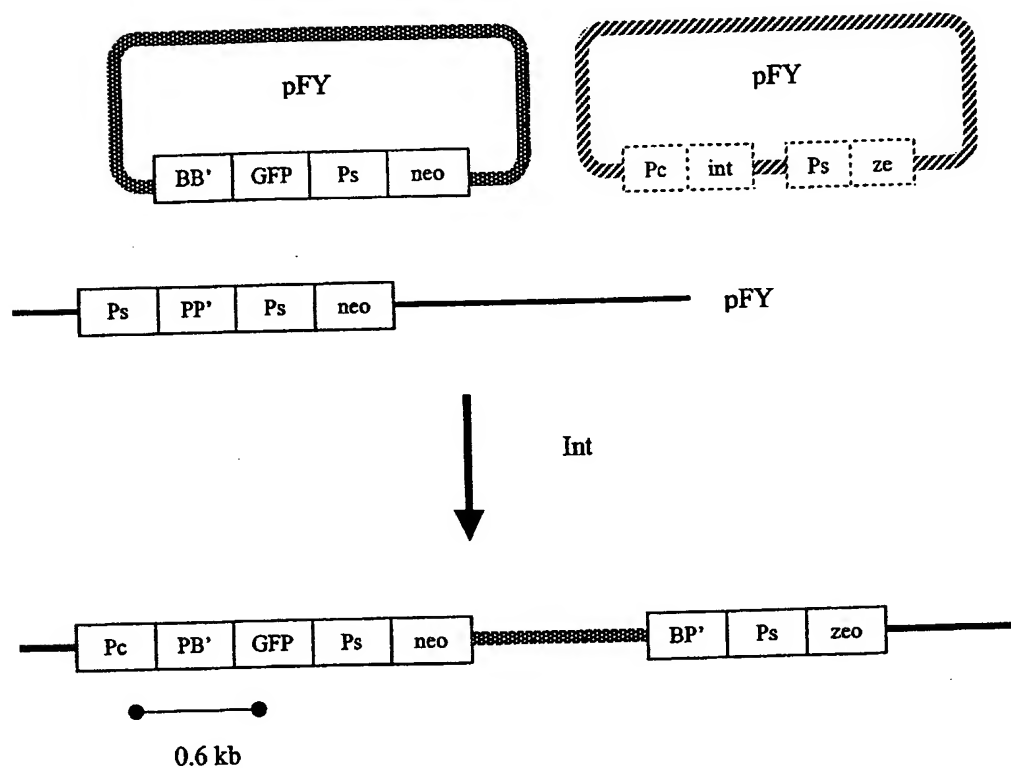 pFY
pFY
BB' GFP Ps neo
Pc int Ps ze
Ps PP' Ps neo
pFY
Int
Pc PB' GFP Ps neo
BP' Ps zeo
0.6 kb